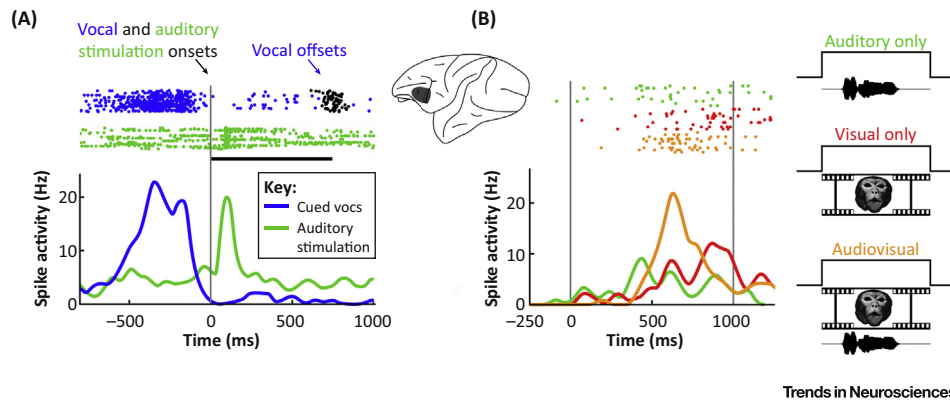 (A)
Vocal and auditory
stimulation onsets
Vocal offsets
Spike activity (Hz)
20
10
0
Key:
Cued vocs
Auditory
stimulation
−500
0
500
1000
Time (ms)
(B)
Spike activity (Hz)
20
10
0
−250
0
500
1000
Time (ms)
Auditory only
Visual only
Audiovisual
Trends in Neurosciences